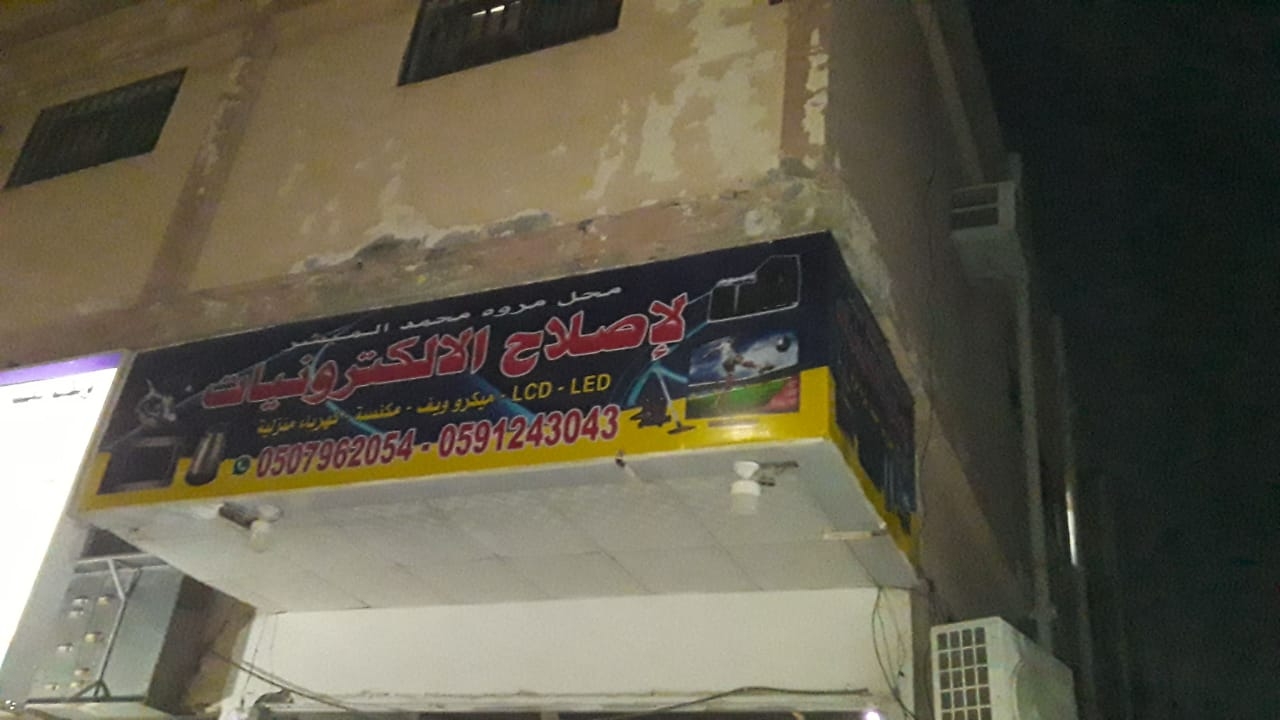 محل مروه محمد
لإصلاح الالكترونيات
LCD - LED - ميكرو ويف - مكنسة - كهرباء منزلية
0507962054 - 0591243043